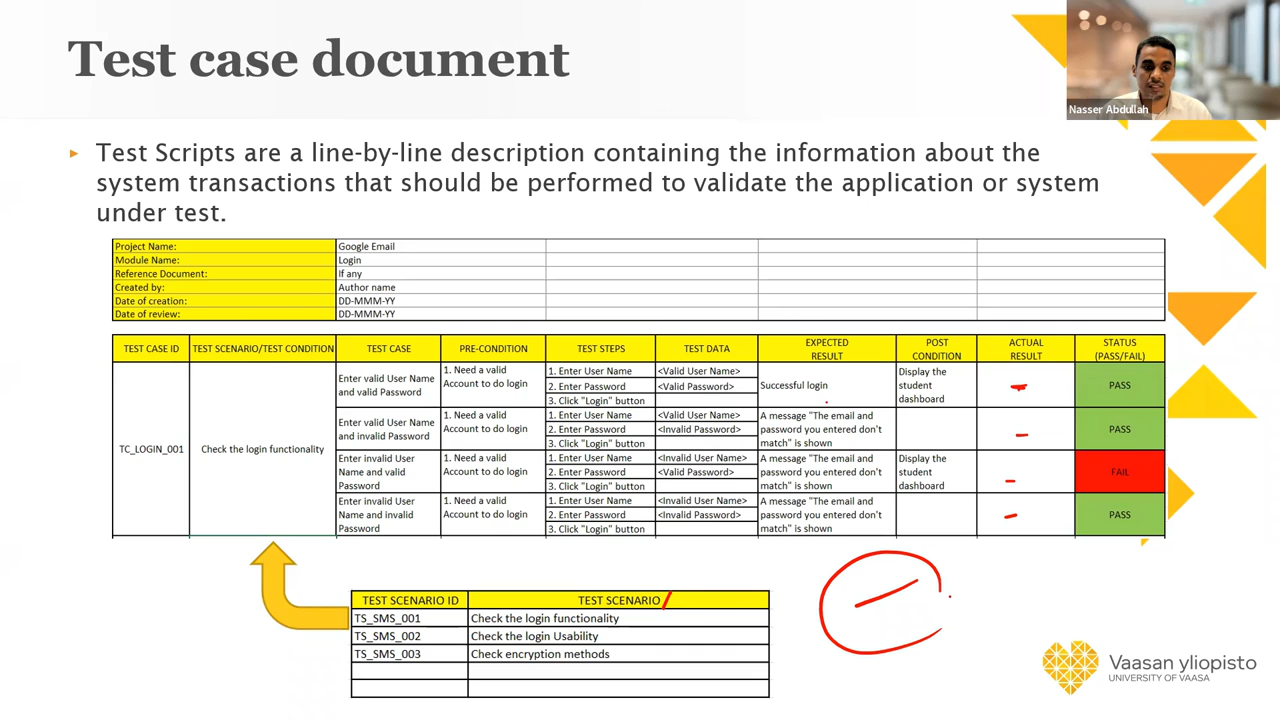 Test case document
Nasser Abdullah
Test Scripts are a line-by-line description containing the information about the
system transactions that should be performed to validate the application or system
under test.
Project Name: Google Email
Module Name: Login
Reference Document: If any
Created by: Author name
Date of creation: DD-MMM-YY
Date of review: DD-MMM-YY
TEST CASE ID
TEST SCENARIO/TEST CONDITION
TEST CASE
PRE-CONDITION
TEST STEPS
TEST DATA
EXPECTED
RESULT
POST
CONDITION
ACTUAL
RESULT
STATUS
(PASS/FAIL)
TC_LOGIN_001
Check the login functionality
Enter valid User Name
and valid Password
1. Need a valid
Account to do login
1. Enter User Name
2. Enter Password
3. Click "Login" button
<Valid User Name>
<Valid Password>
Successful login
Display the
student
dashboard
PASS
Enter valid User Name
and invalid Password
1. Need a valid
Account to do login
1. Enter User Name
2. Enter Password
3. Click "Login" button
<Valid User Name>
<Invalid Password>
A message "The email and
password you entered don't
match" is shown
PASS
Enter invalid User
Name and valid
Password
1. Need a valid
Account to do login
1. Enter User Name
2. Enter Password
3. Click "Login" button
<Invalid User Name>
<Valid Password>
A message "The email and
password you entered don't
match" is shown
Display the
student
dashboard
FAIL
Enter invalid User
Name and invalid
Password
1. Need a valid
Account to do login
1. Enter User Name
2. Enter Password
3. Click "Login" button
<Invalid User Name>
<Invalid Password>
A message "The email and
password you entered don't
match" is shown
PASS
TEST SCENARIO ID TEST SCENARIO
TS_SMS_001 Check the login functionality
TS_SMS_002 Check the login Usability
TS_SMS_003 Check encryption methods
Vaasan yliopisto
UNIVERSITY OF VAASA